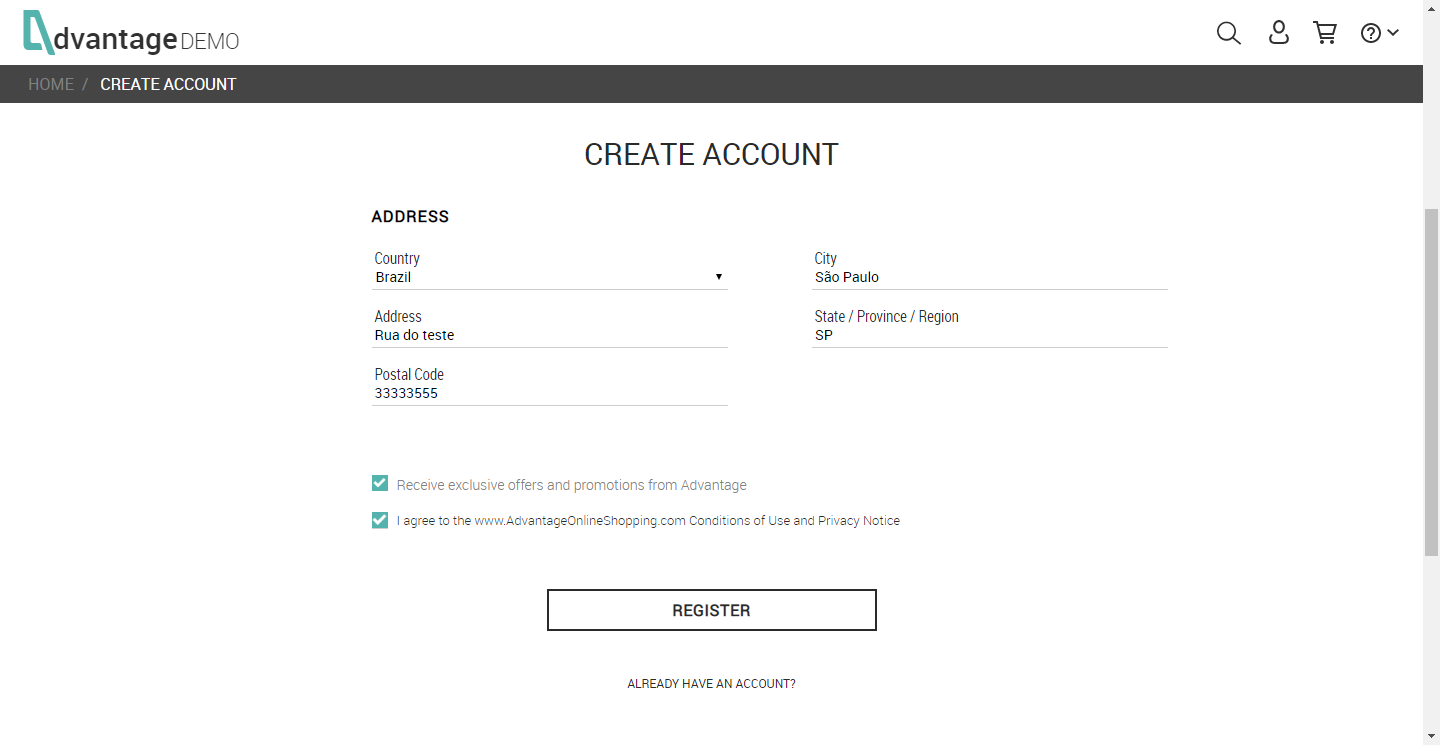 dvantage DEMO
HOME / CREATE ACCOUNT
CREATE ACCOUNT
ADDRESS
Country
Brazil
City
São Paulo
Address
Rua do teste
State / Province / Region
SP
Postal Code
33333555
Receive exclusive offers and promotions from Advantage
I agree to the www.AdvantageOnlineShopping.com Conditions of Use and Privacy Notice
REGISTER
ALREADY HAVE AN ACCOUNT?